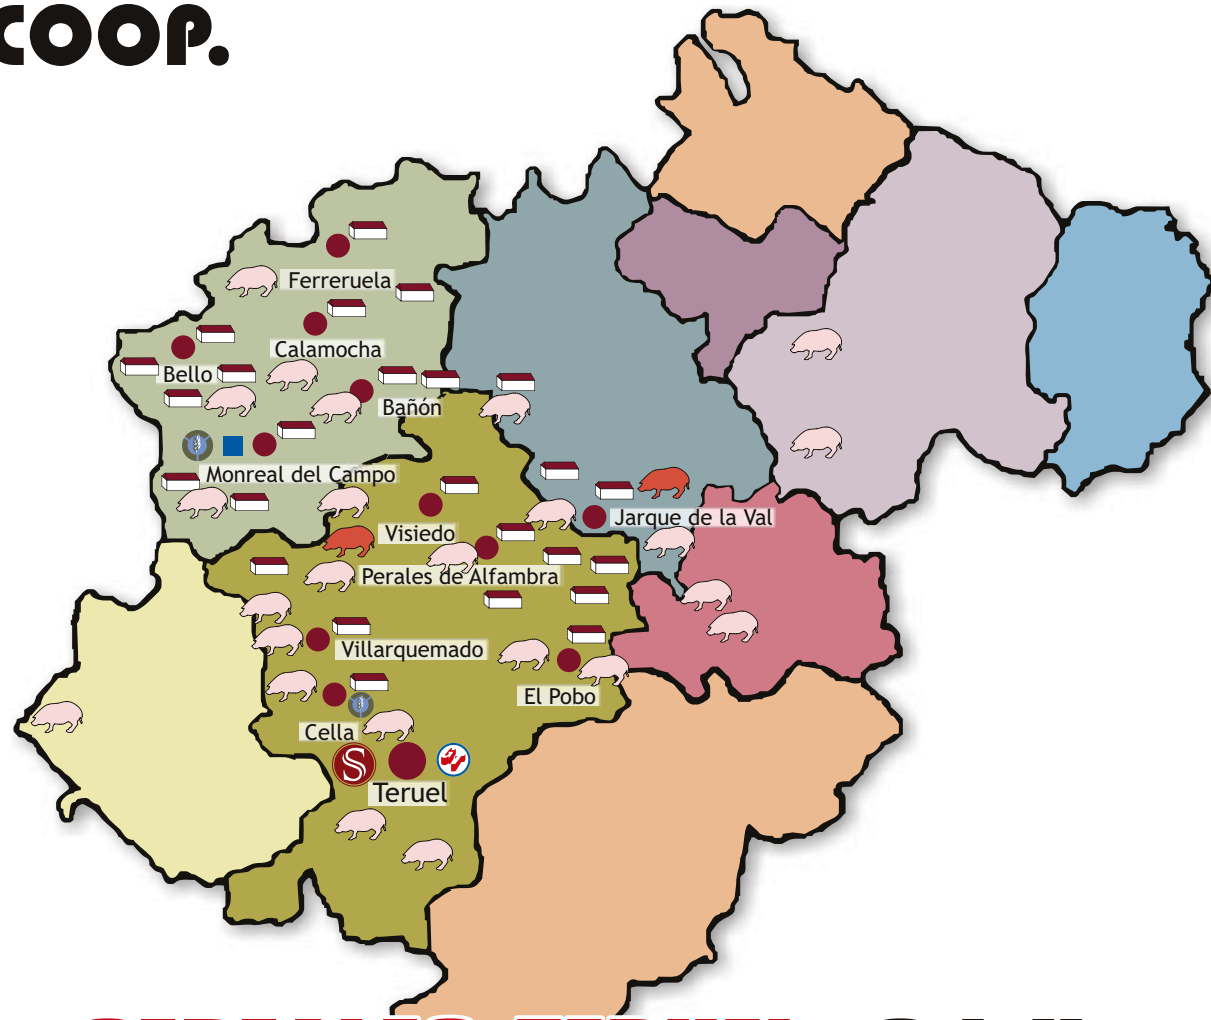 COOP.
Ferreruela
Calamocha
Bello
Bañón
Monreal del Campo
Jarque de la Val
Visiedo
Perales de Alfambra
Villarquemado
El Pobo
Cella
S
Teruel